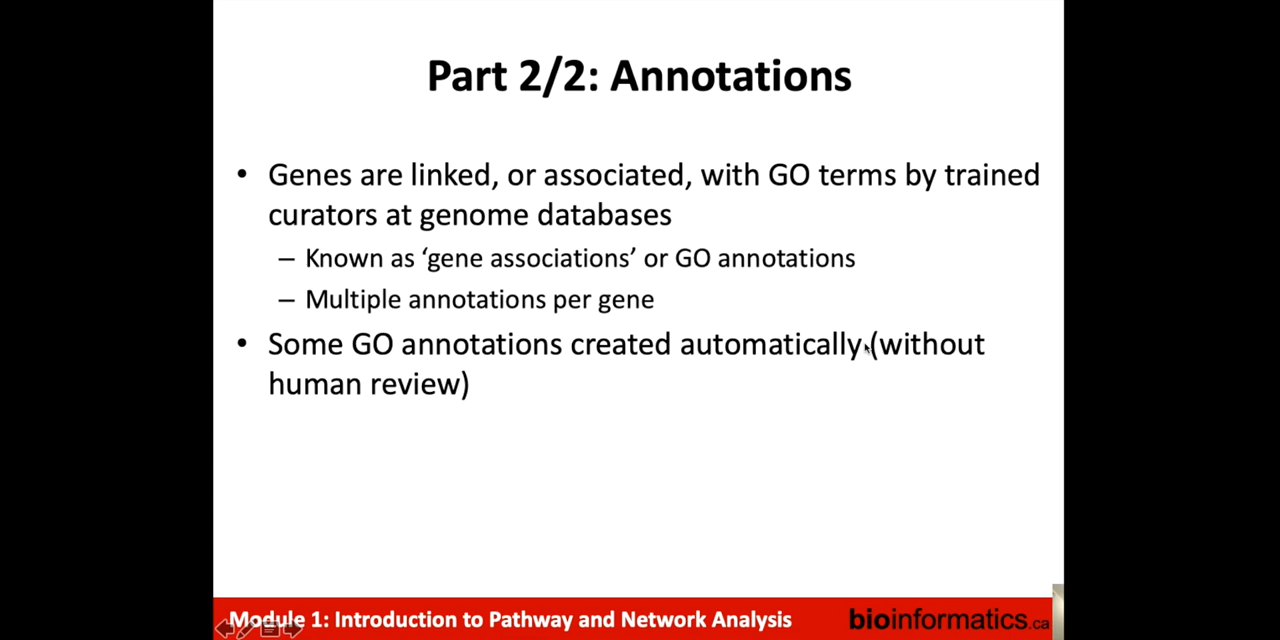 Part 2/2: Annotations
• Genes are linked, or associated, with GO terms by trained
curators at genome databases
– Known as ‘gene associations’ or GO annotations
– Multiple annotations per gene
• Some GO annotations created automatically (without
human review)
Module 1: Introduction to Pathway and Network Analysis
bioinformatics.ca